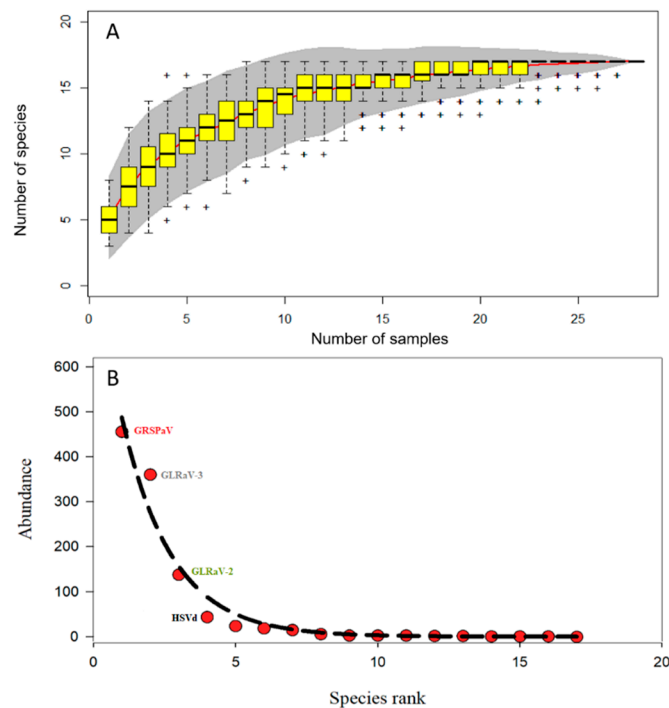 A
20
15
10
5
0
Number of species
0 5 10 15 20 25
Number of samples
B
600
500
400
300
200
100
0
Abundance
GRSPaV
GLRaV-3
GLRaV-2
HSVd
0 5 10 15 20
Species rank